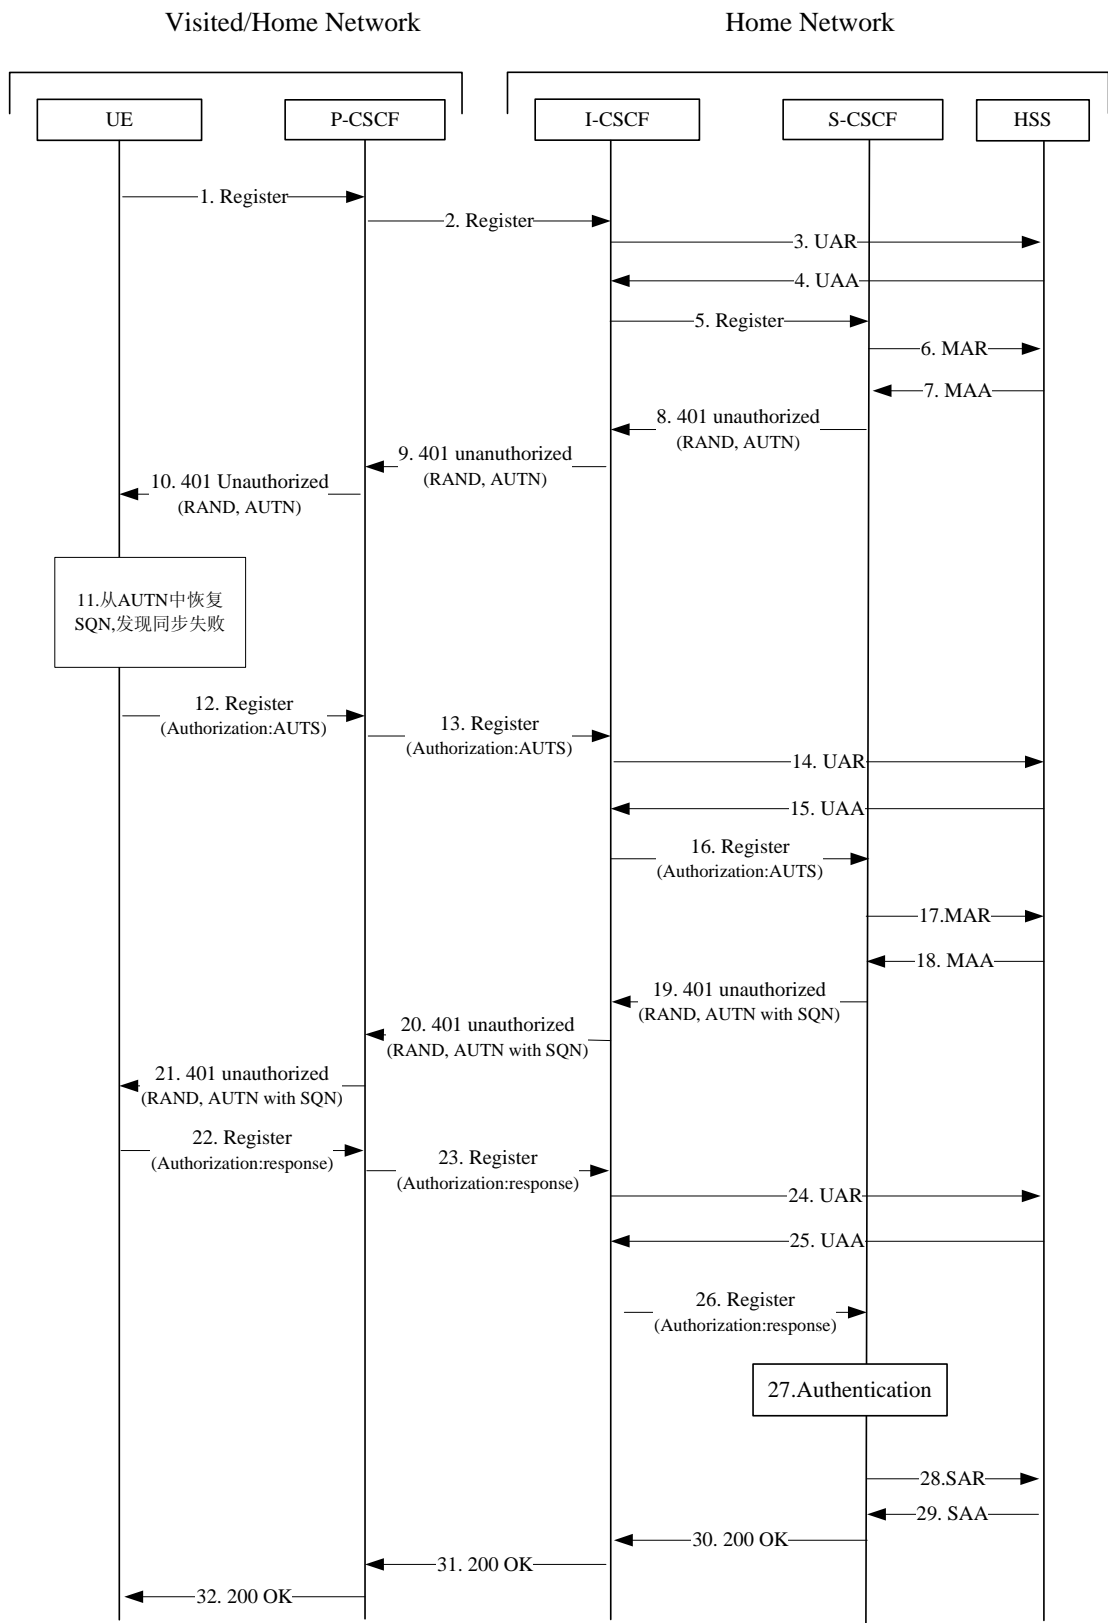 Visited/Home Network
Home Network
UE
P-CSCF
I-CSCF
S-CSCF
HSS
1. Register
2. Register
3. UAR
4. UAA
5. Register
6. MAR
7. MAA
8. 401 unauthorized
(RAND, AUTN)
9. 401 unanuthorized
(RAND, AUTN)
10. 401 Unauthorized
(RAND, AUTN)
11.从AUTN中恢复
SQN,发现同步失败
12. Register
(Authorization:AUTS)
13. Register
(Authorization:AUTS)
14. UAR
15. UAA
16. Register
(Authorization:AUTS)
17.MAR
18. MAA
19. 401 unauthorized
(RAND, AUTN with SQN)
20. 401 unauthorized
(RAND, AUTN with SQN)
21. 401 unauthorized
(RAND, AUTN with SQN)
22. Register
(Authorization:response)
23. Register
(Authorization:response)
24. UAR
25. UAA
26. Register
(Authorization:response)
27.Authentication
28.SAR
29. SAA
30. 200 OK
31. 200 OK
32. 200 OK